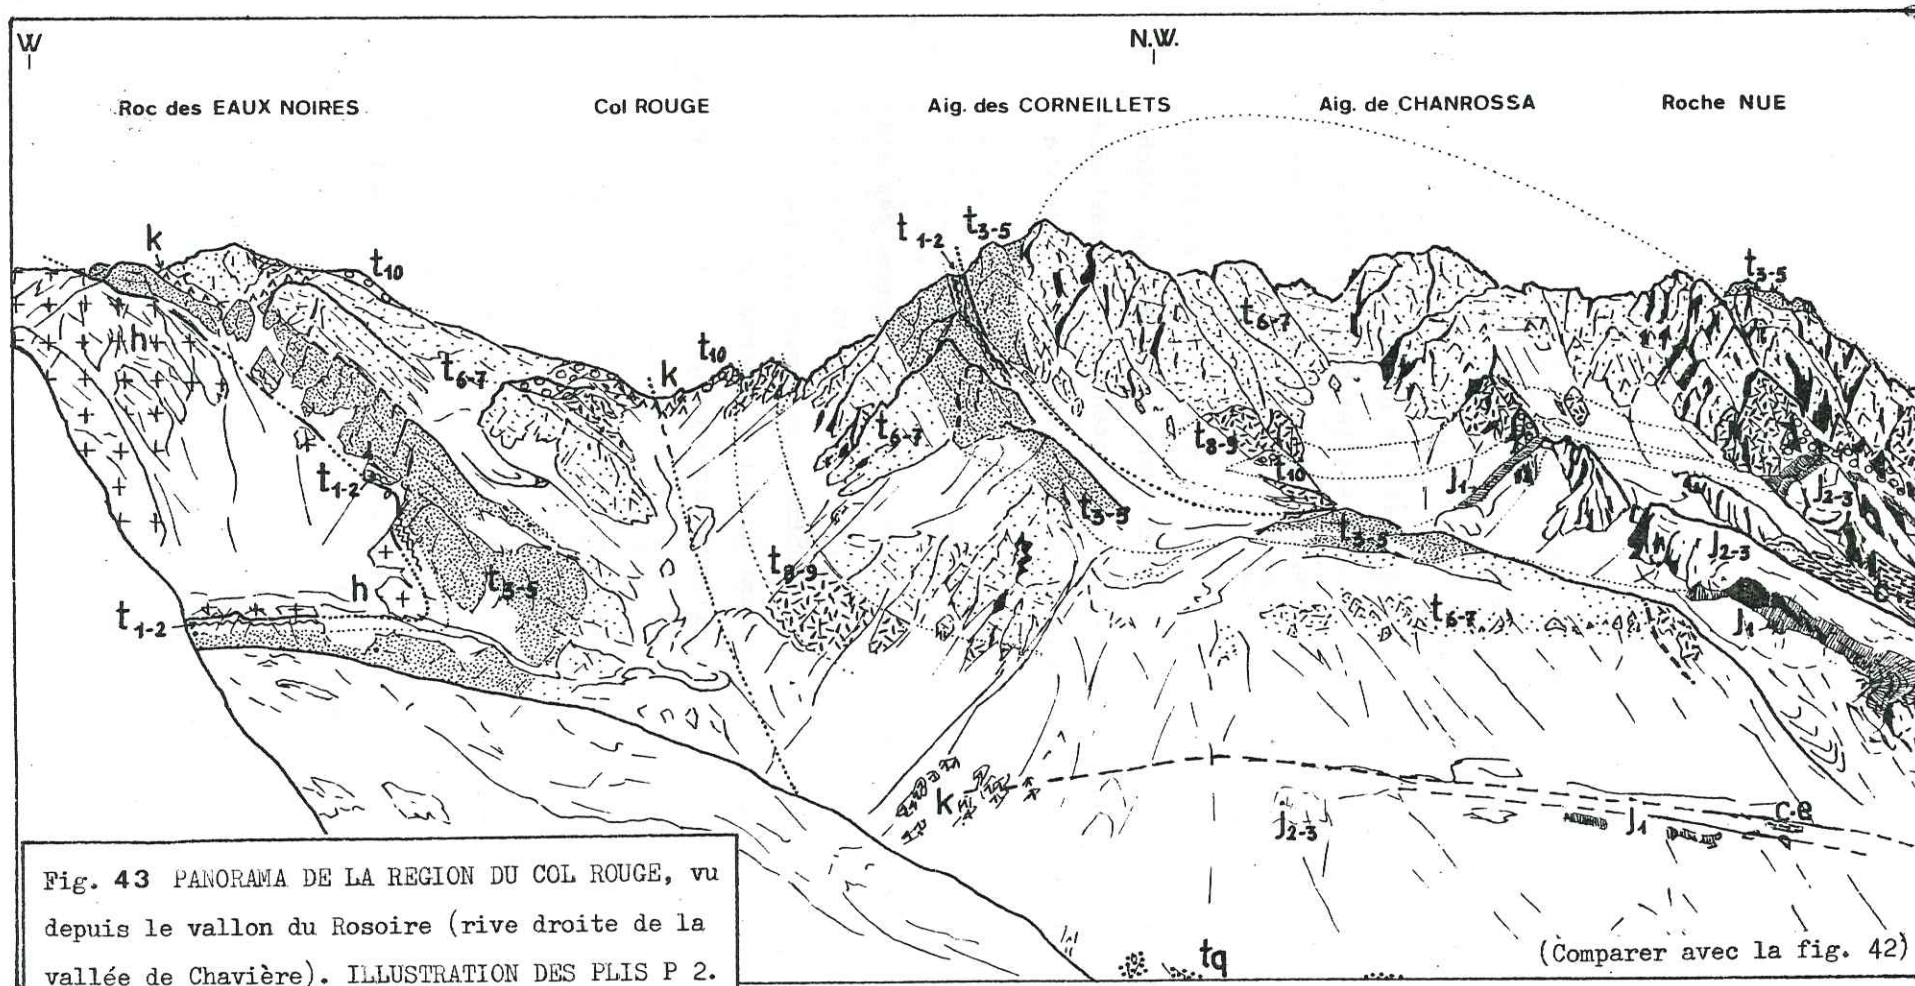 W
N.W.
Roc des EAUX NOIRES
Col ROUGE
Aig. des CORNEILLETS
Aig. de CHANROSSA
Roche NUE
k
t10
t1-2
t3-5
t3-5
h
t6-7
k
t10
t6-7
t6-7
t8-9
t10
J1
J2-3
t1-2
t3-5
t3-5
J2-3
h
t3-5
t8-9
t1-2
t6-7
J1
k
J2-3
J1
c.e
tq
Fig. 43 PANORAMA DE LA REGION DU COL ROUGE, vu
depuis le vallon du Rosoire (rive droite de la
vallée de Chavière). ILLUSTRATION DES PLIS P 2.
(Comparer avec la fig. 42)